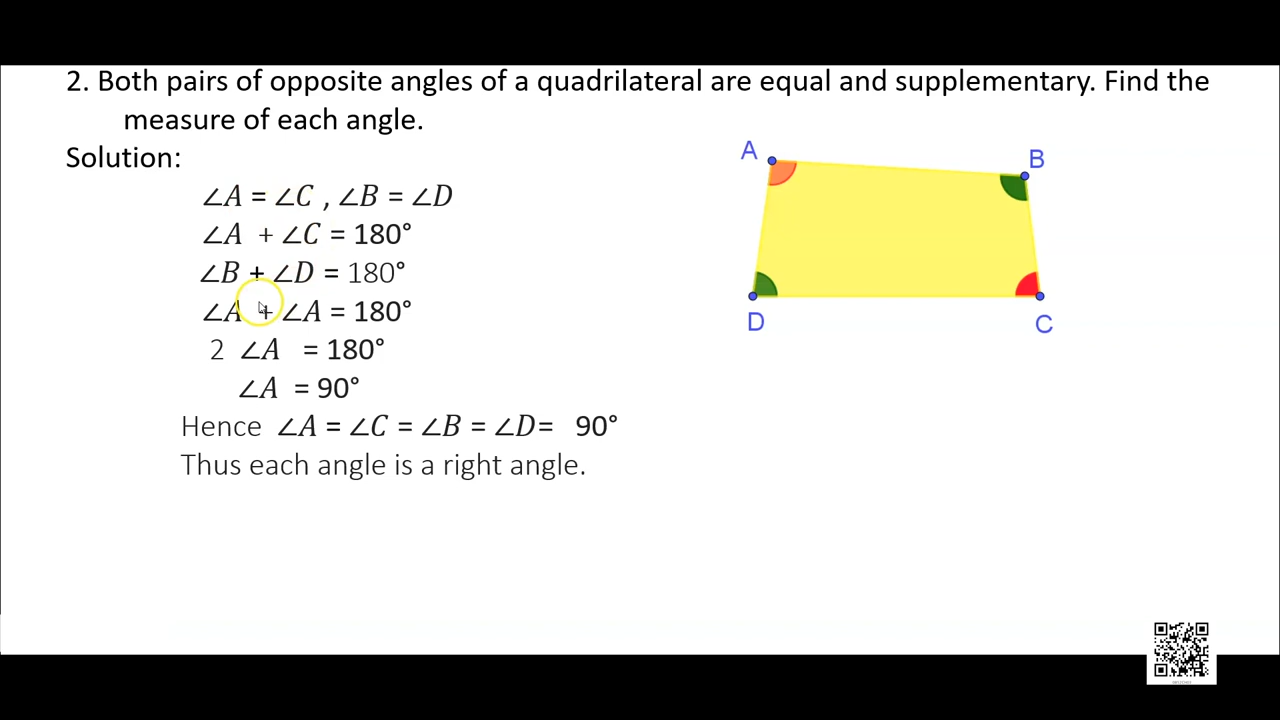 2. Both pairs of opposite angles of a quadrilateral are equal and supplementary. Find the
measure of each angle.
Solution:
∠A = ∠C , ∠B = ∠D
∠A + ∠C = 180°
∠B + ∠D = 180°
∠A + ∠A = 180°
2 ∠A = 180°
∠A = 90°
Hence ∠A = ∠C = ∠B = ∠D= 90°
Thus each angle is a right angle.
A
B
D
C